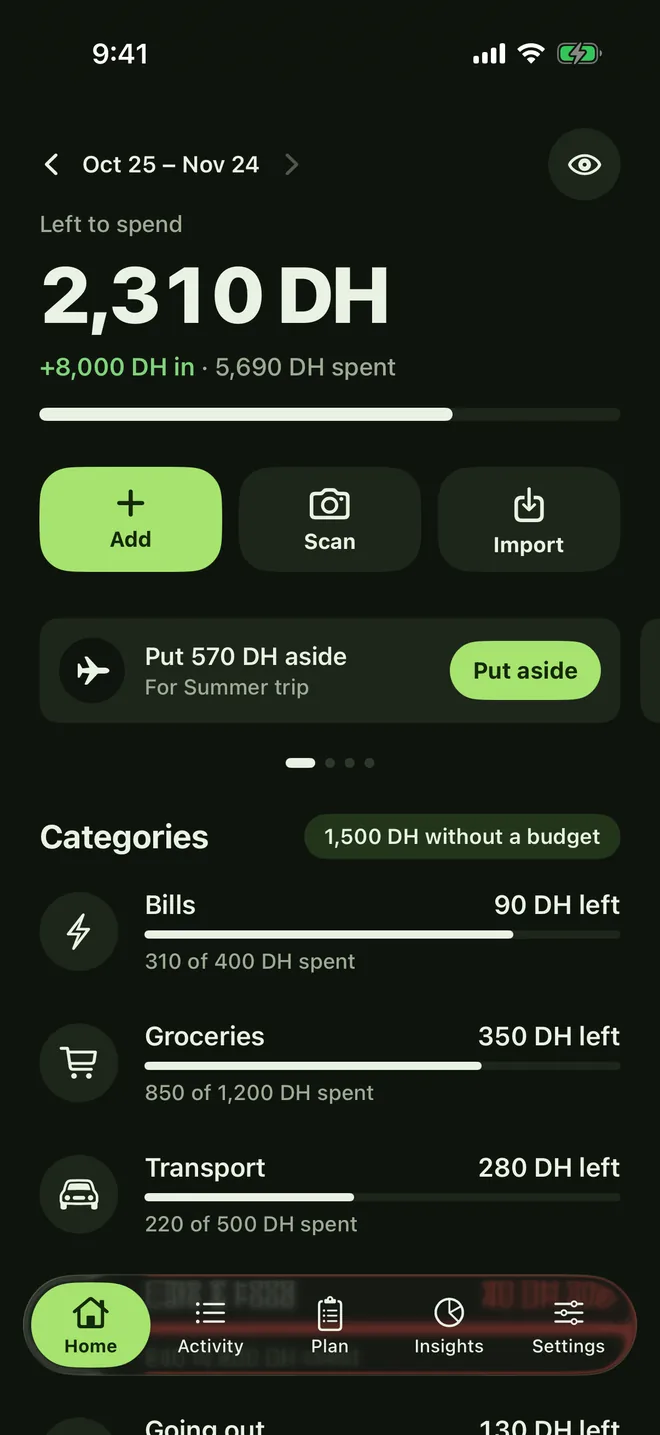 9:41
Oct 25 – Nov 24
Left to spend
2,310 DH
+8,000 DH in · 5,690 DH spent
Add
Scan
Import
Put 570 DH aside
For Summer trip
Put aside
Categories
1,500 DH without a budget
Bills
90 DH left
310 of 400 DH spent
Groceries
350 DH left
850 of 1,200 DH spent
Transport
280 DH left
220 of 500 DH spent
Home
Activity
Plan
Insights
Settings
Going out
130 DH left